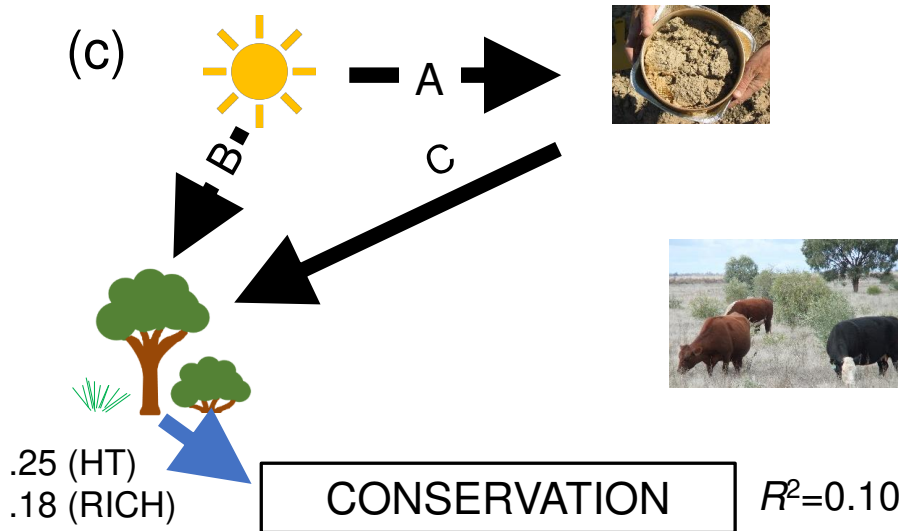 (c)
A
B
C
.25 (HT)
.18 (RICH)
CONSERVATION
R²=0.10